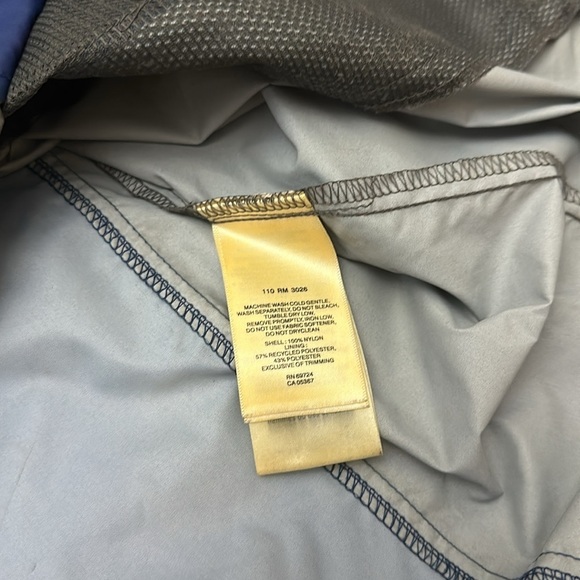 110 RM 3026
MACHINE WASH COLD GENTLE,
WASH SEPARATELY, DO NOT BLEACH,
TUMBLE DRY LOW,
REMOVE PROMPTLY, IRON LOW,
DO NOT USE FABRIC SOFTENER,
DO NOT DRYCLEAN
SHELL : 100% NYLON
LINING :
57% RECYCLED POLYESTER,
43% POLYESTER
EXCLUSIVE OF TRIMMING
RN 69724
CA 05367